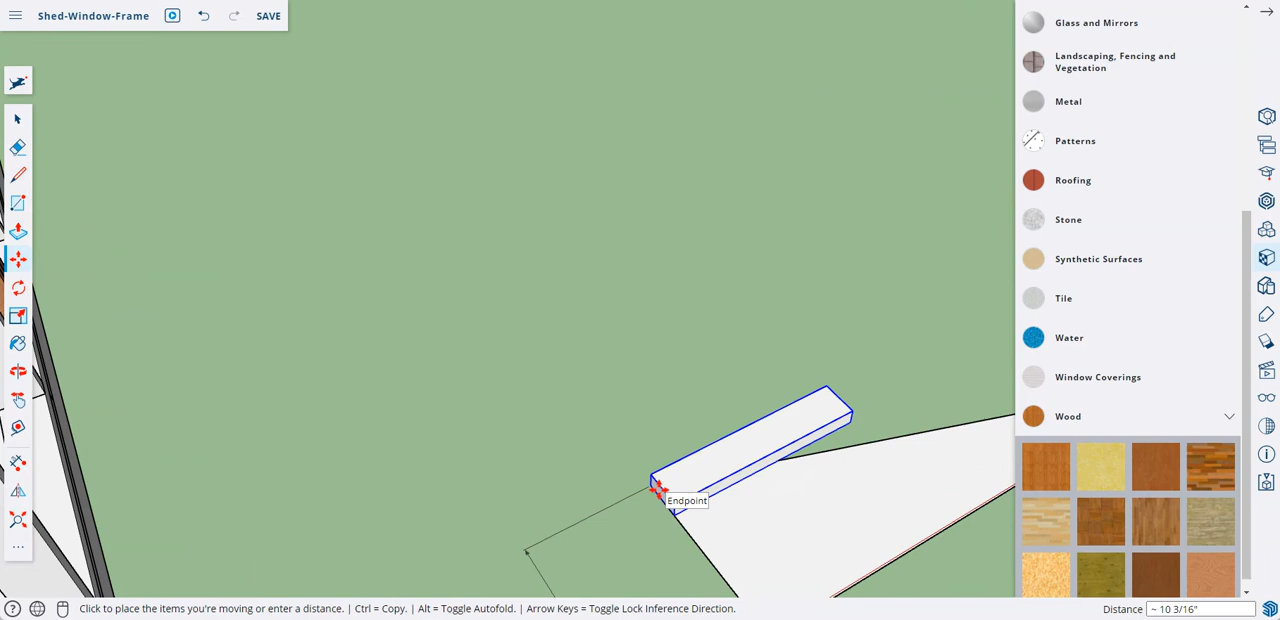 Shed-Window-Frame
SAVE
Glass and Mirrors
Landscaping, Fencing and
Vegetation
Metal
Patterns
Roofing
Stone
Synthetic Surfaces
Tile
Water
Window Coverings
Wood
Endpoint
Click to place the items you're moving or enter a distance. | Ctrl = Copy. | Alt = Toggle Autofold. | Arrow Keys = Toggle Lock Inference Direction.
Distance ~ 10 3/16"